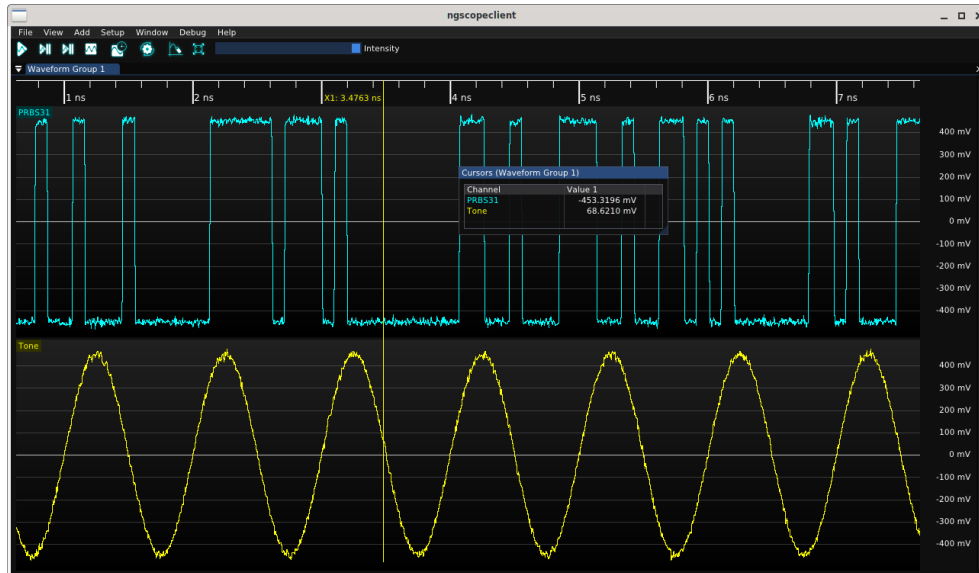 ngscopeclient
File View Add Setup Window Debug Help
Intensity
Waveform Group 1
1 ns 2 ns X1: 3.4763 ns 4 ns 5 ns 6 ns 7 ns
PRBS31
400 mV
300 mV
200 mV
100 mV
0 mV
-100 mV
-200 mV
-300 mV
-400 mV
Cursors (Waveform Group 1)
Channel Value 1
PRBS31 -453.3196 mV
Tone 68.6210 mV
Tone
400 mV
300 mV
200 mV
100 mV
0 mV
-100 mV
-200 mV
-300 mV
-400 mV